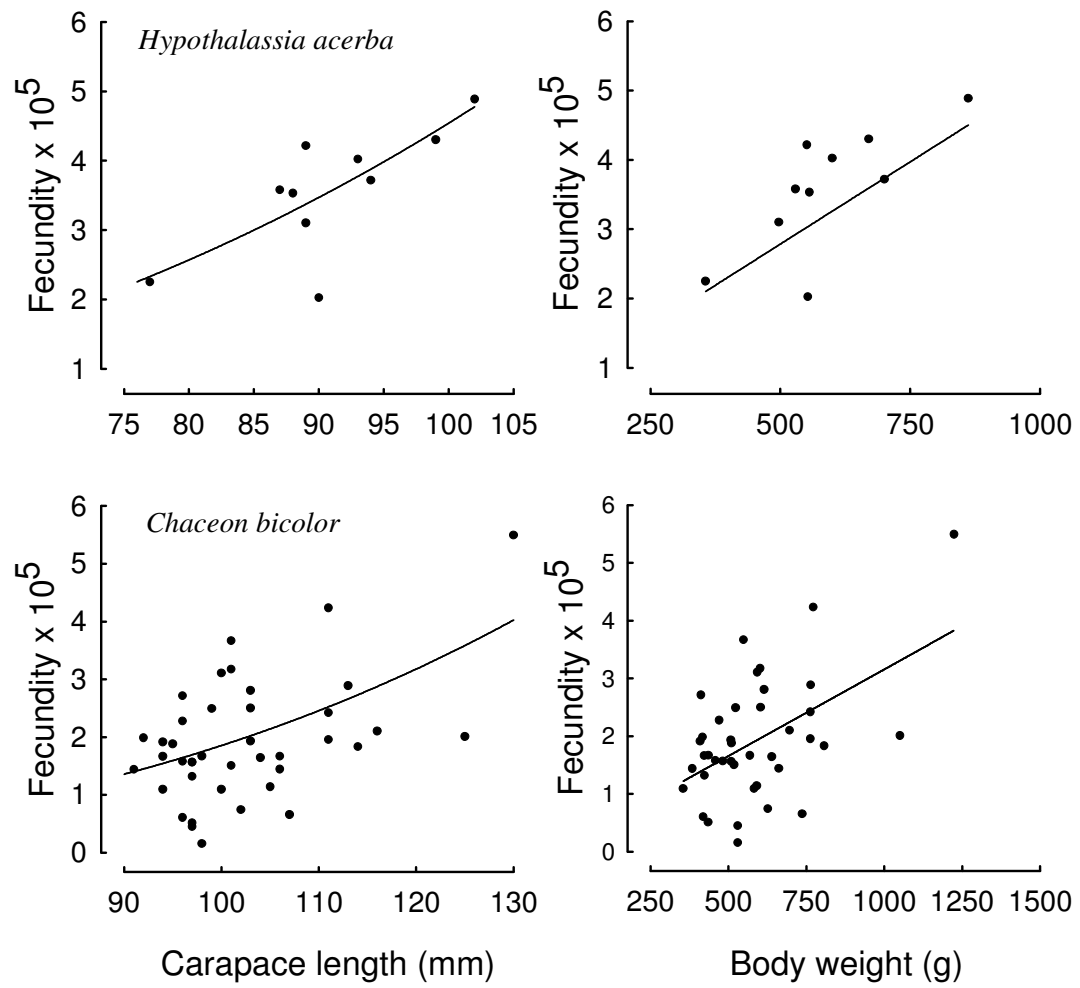 Hypothalassia acerba
Fecundity x 10^5
6
5
4
3
2
1
75 80 85 90 95 100 105
Fecundity x 10^5
6
5
4
3
2
1
250 500 750 1000
Chaceon bicolor
Fecundity x 10^5
6
5
4
3
2
1
0
90 100 110 120 130
Carapace length (mm)
Fecundity x 10^5
6
5
4
3
2
1
0
250 500 750 1000 1250 1500
Body weight (g)